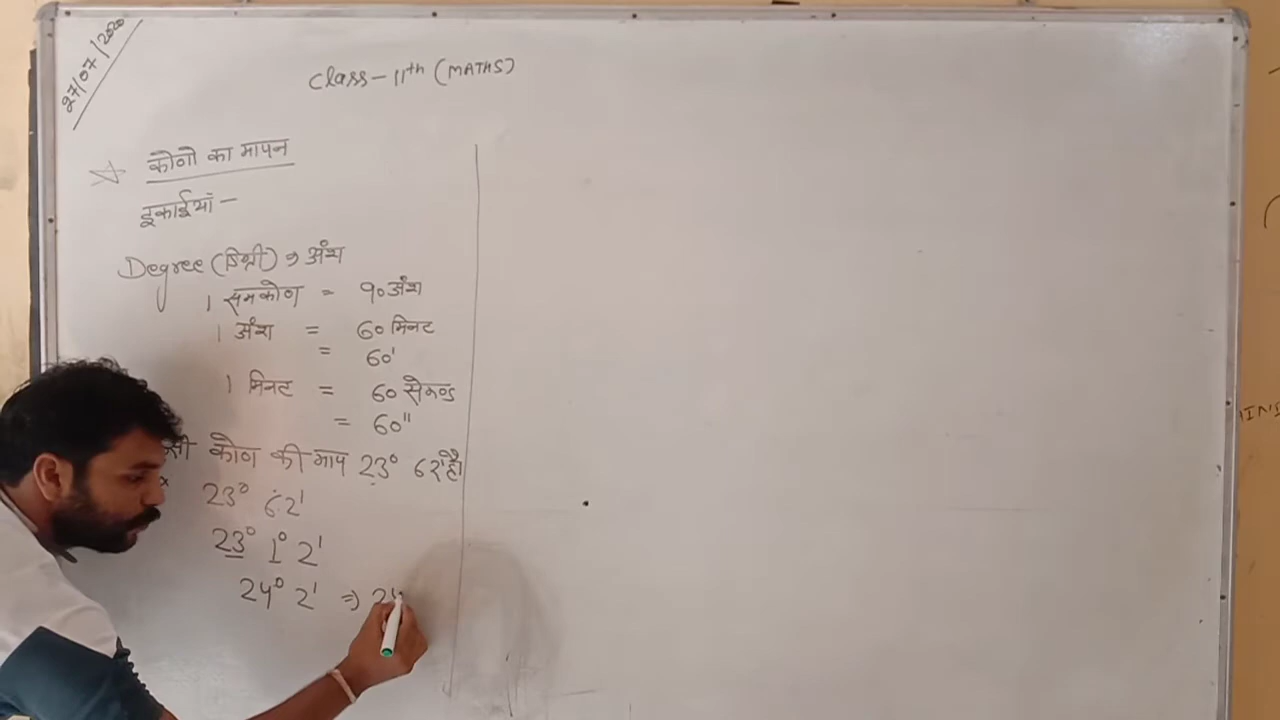 27/07/2020
Class-11th (MATHS)
कोणो का मापन
इकाईयां -
Degree (डिग्री) अंश
1 समकोण = 90 अंश
1 अंश = 60 मिनट
= 60'
1 मिनट = 60 सेकण्ड
= 60"
कोण की माप 23° 62' है
23° 62'
23° 1° 2'
24° 2' ⇒ 24